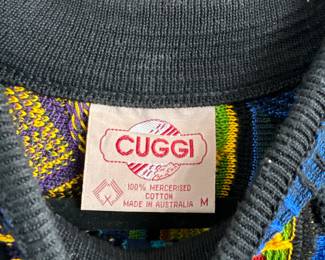 CUGGI
100% MERCERISED
COTTON
MADE IN AUSTRALIA M